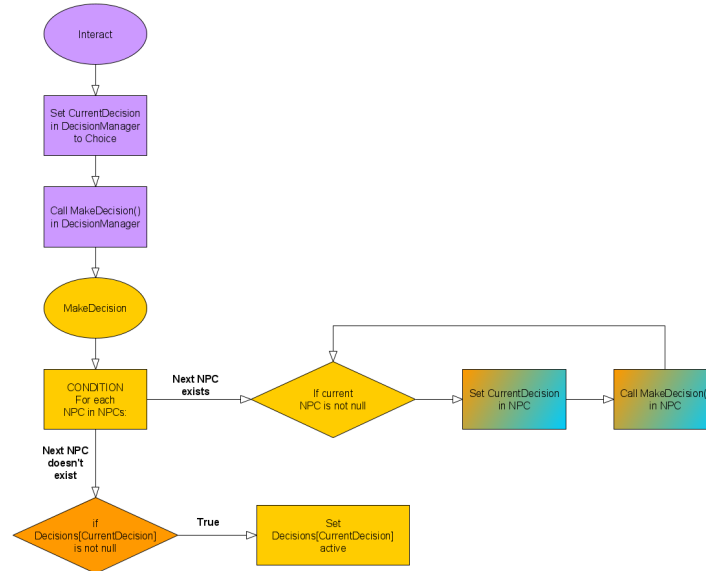 Interact
Set CurrentDecision
in DecisionManager
to Choice
Call MakeDecision()
in DecisionManager
MakeDecision
CONDITION
For each
NPC in NPCs:
Next NPC
exists
If current
NPC is not null
Set CurrentDecision
in NPC
Call MakeDecision()
in NPC
Next NPC
doesn't
exist
if
Decisions[CurrentDecision]
is not null
True
Set
Decisions[CurrentDecision]
active